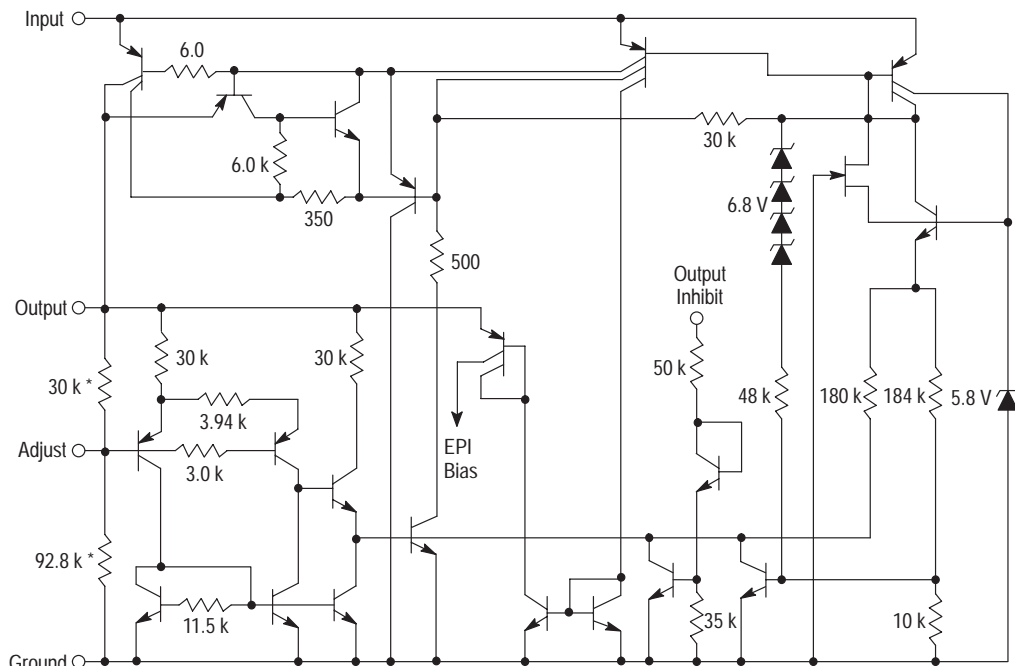 Input
6.0
30 k
6.0 k
6.8 V
350
500
Output
Inhibit
Output
30 k
30 k
50 k
30 k *
48 k
180 k
184 k
5.8 V
3.94 k
EPI
Bias
Adjust
3.0 k
92.8 k *
11.5 k
35 k
10 k
Ground